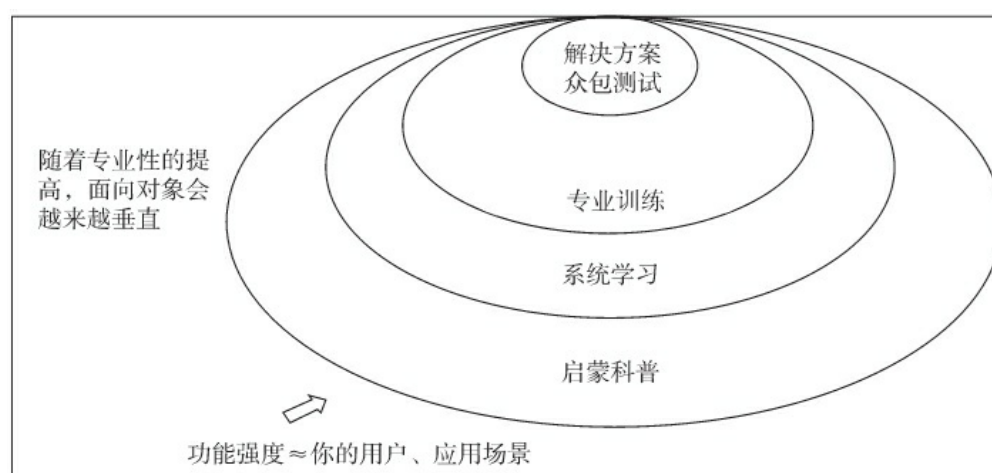 解决方案
众包测试
随着专业性的提
高，面向对象会
越来越垂直
专业训练
系统学习
启蒙科普
功能强度≈你的用户、应用场景